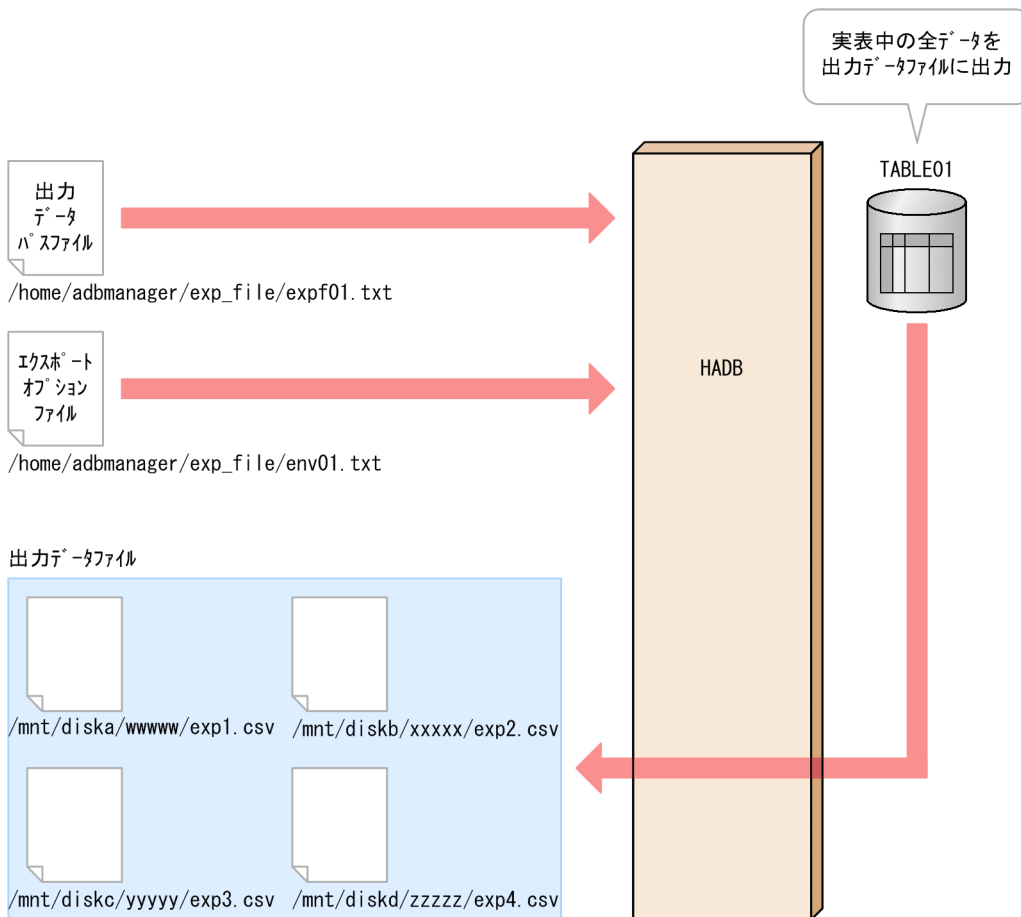 実表中の全ﾃﾞｰﾀを
出力ﾃﾞｰﾀﾌｧｲﾙに出力
TABLE01
出力
ﾃﾞｰﾀ
ﾊﾟｽﾌｧｲﾙ
/home/adbmanager/exp_file/expf01.txt
ｴｸｽﾎﾟｰﾄ
ｵﾌﾟｼｮﾝ
ﾌｧｲﾙ
/home/adbmanager/exp_file/env01.txt
HADB
出力ﾃﾞｰﾀﾌｧｲﾙ
/mnt/diska/wwwww/exp1.csv
/mnt/diskb/xxxxx/exp2.csv
/mnt/diskc/yyyyy/exp3.csv
/mnt/diskd/zzzzz/exp4.csv